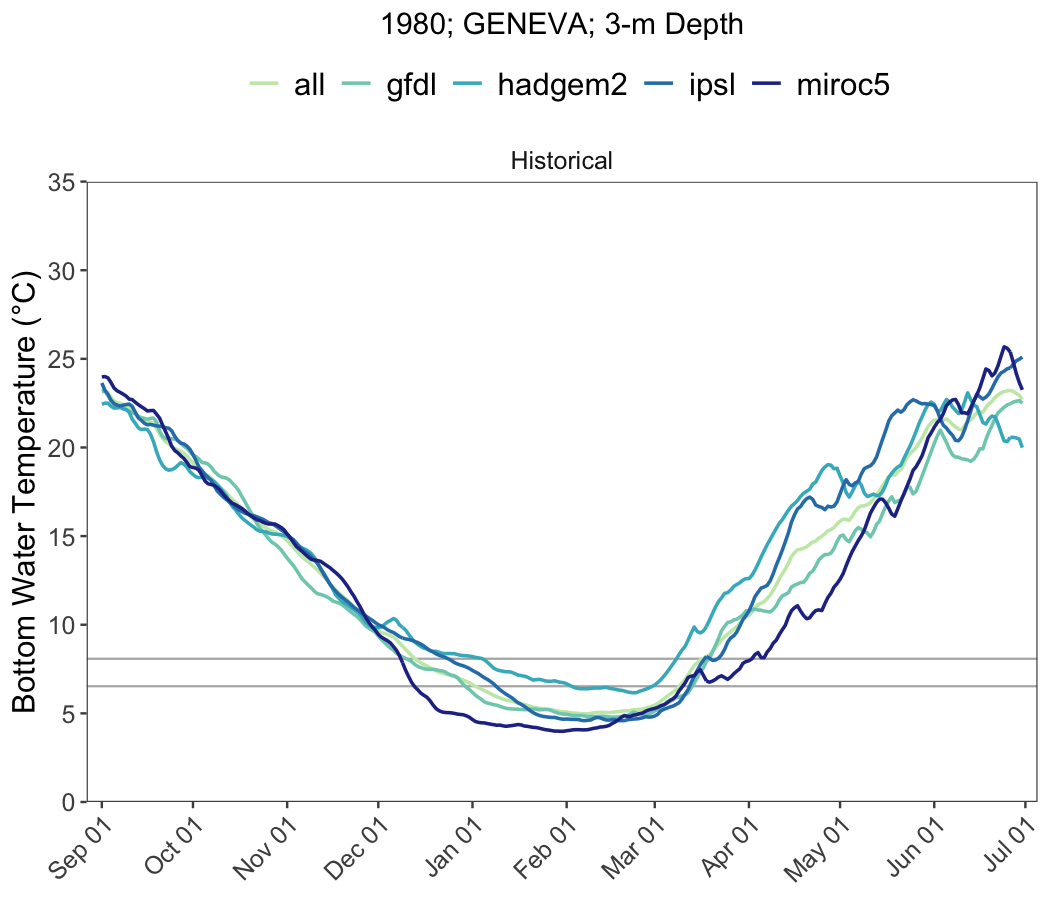 1980; GENEVA; 3-m Depth
all gfdl hadgem2 ipsl miroc5
Historical
Bottom Water Temperature (°C)
35
30
25
20
15
10
5
0
Sep 01 Oct 01 Nov 01 Dec 01 Jan 01 Feb 01 Mar 01 Apr 01 May 01 Jun 01 Jul 01